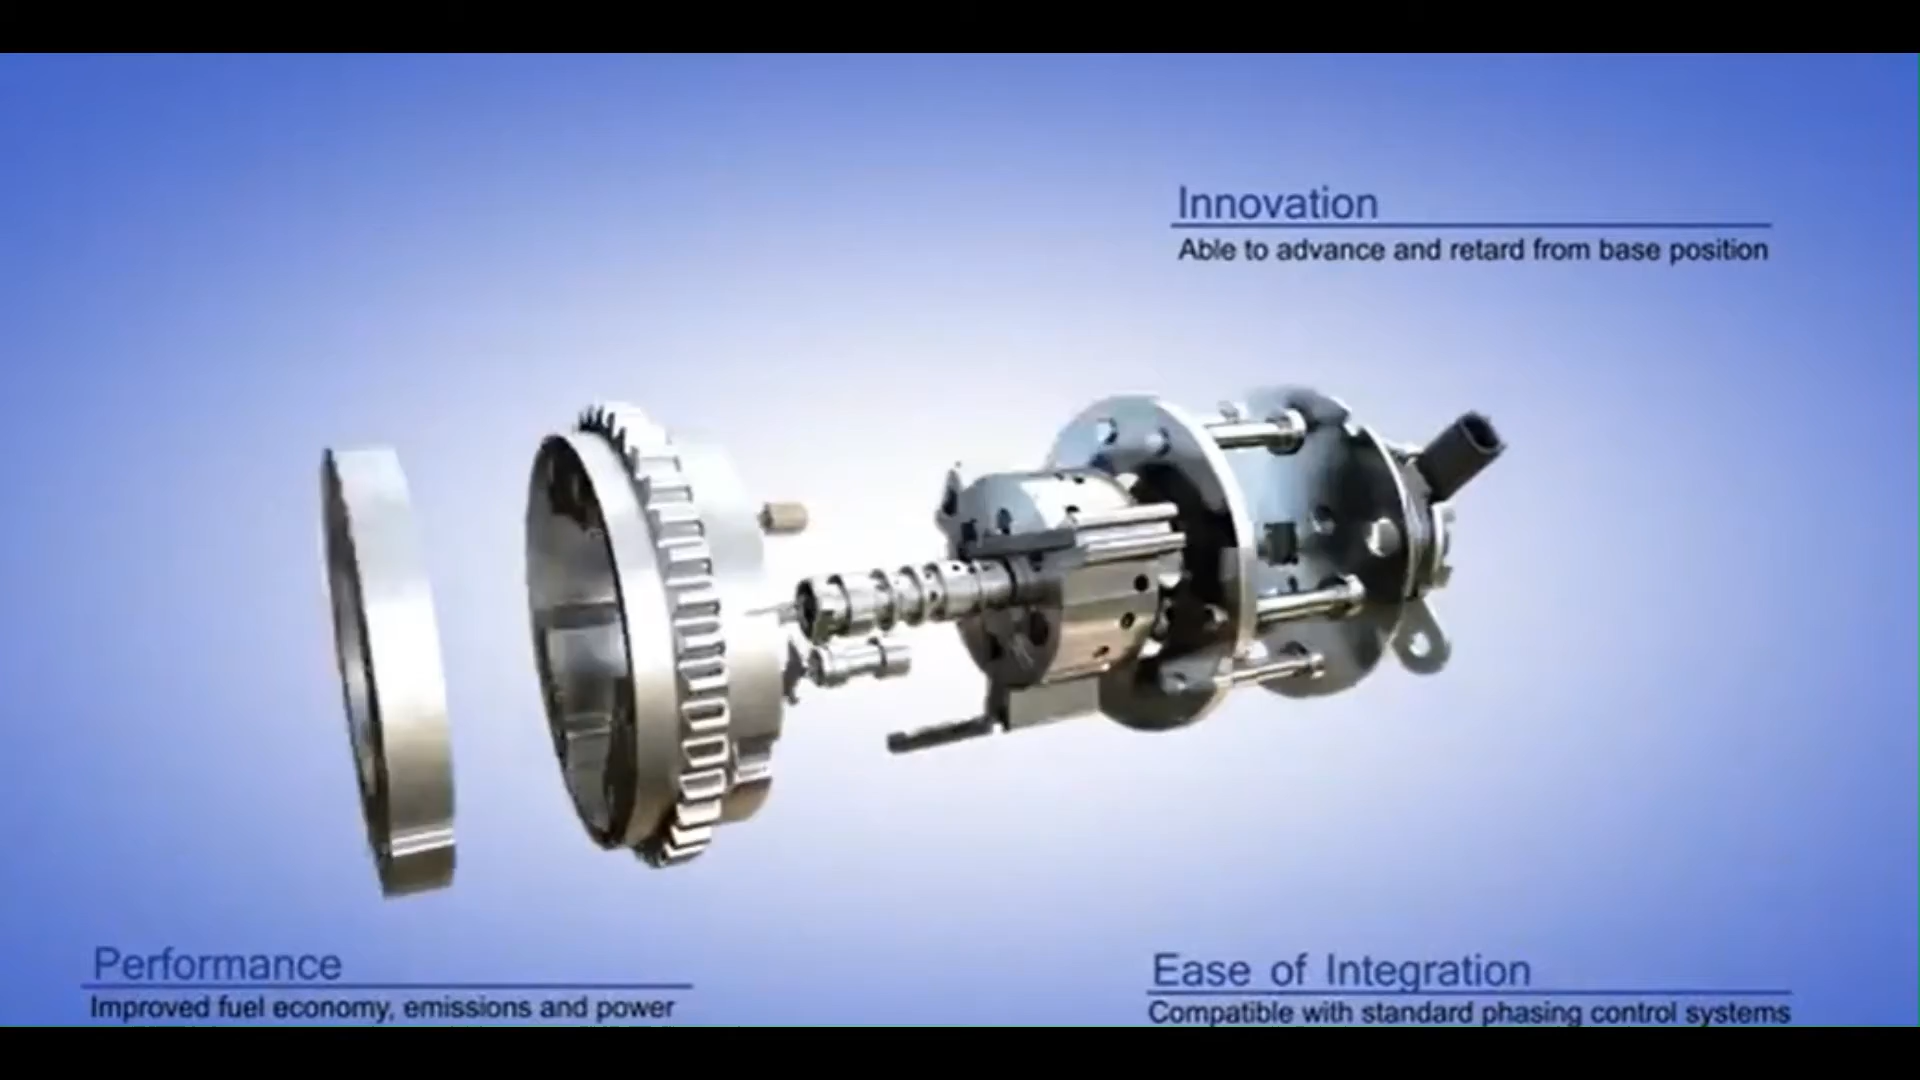 Innovation
Able to advance and retard from base position
Performance
Improved fuel economy, emissions and power
Ease of Integration
Compatible with standard phasing control systems